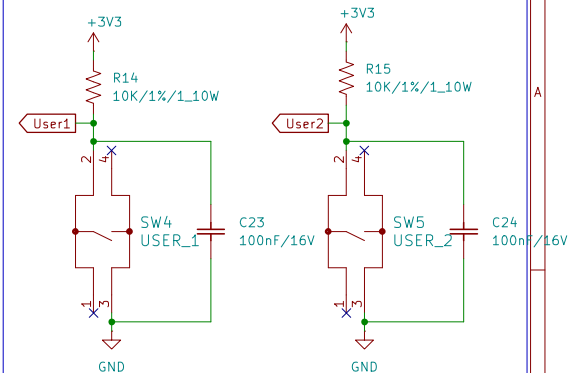 +3V3
R14
10K/1%/1_10W
User1
2
4
SW4
USER_1
C23
100nF/16V
1
3
GND
+3V3
R15
10K/1%/1_10W
User2
2
4
SW5
USER_2
C24
100nF/16V
1
3
GND
A